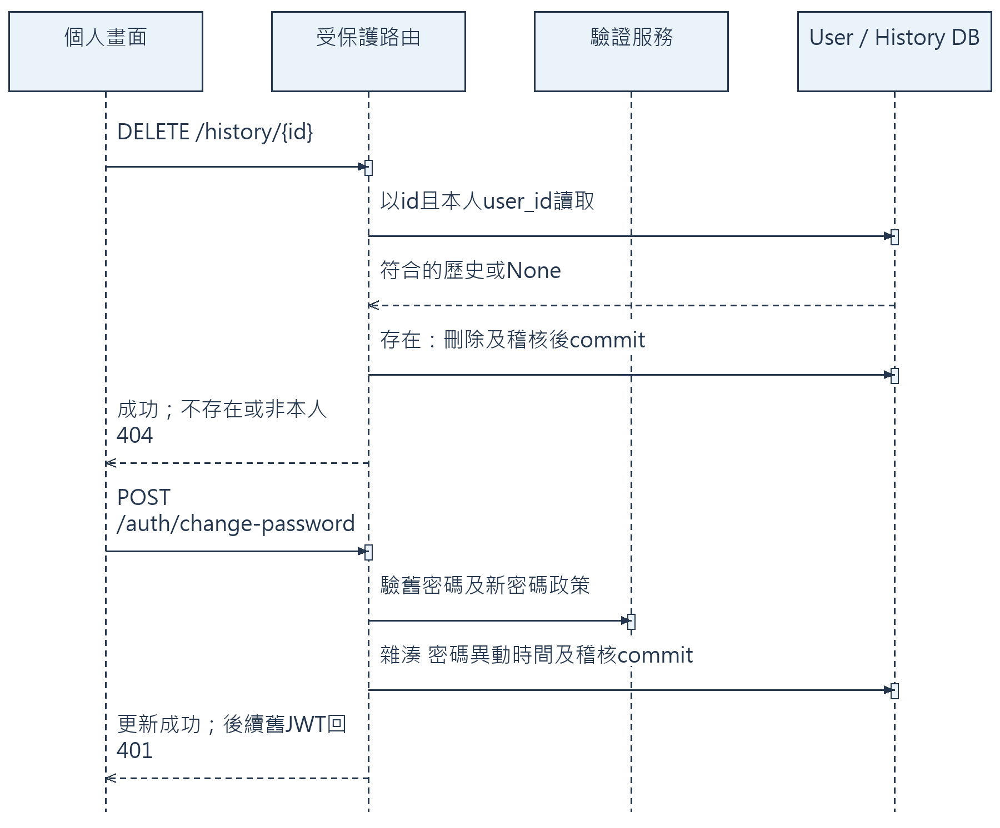 個人畫面
受保護路由
驗證服務
User / History DB
DELETE /history/{id}
以id且本人user_id讀取
符合的歷史或None
存在：刪除及稽核後commit
成功；不存在或非本人
404
POST
/auth/change-password
驗舊密碼及新密碼政策
雜湊 密碼異動時間及稽核commit
更新成功；後續舊JWT回
401